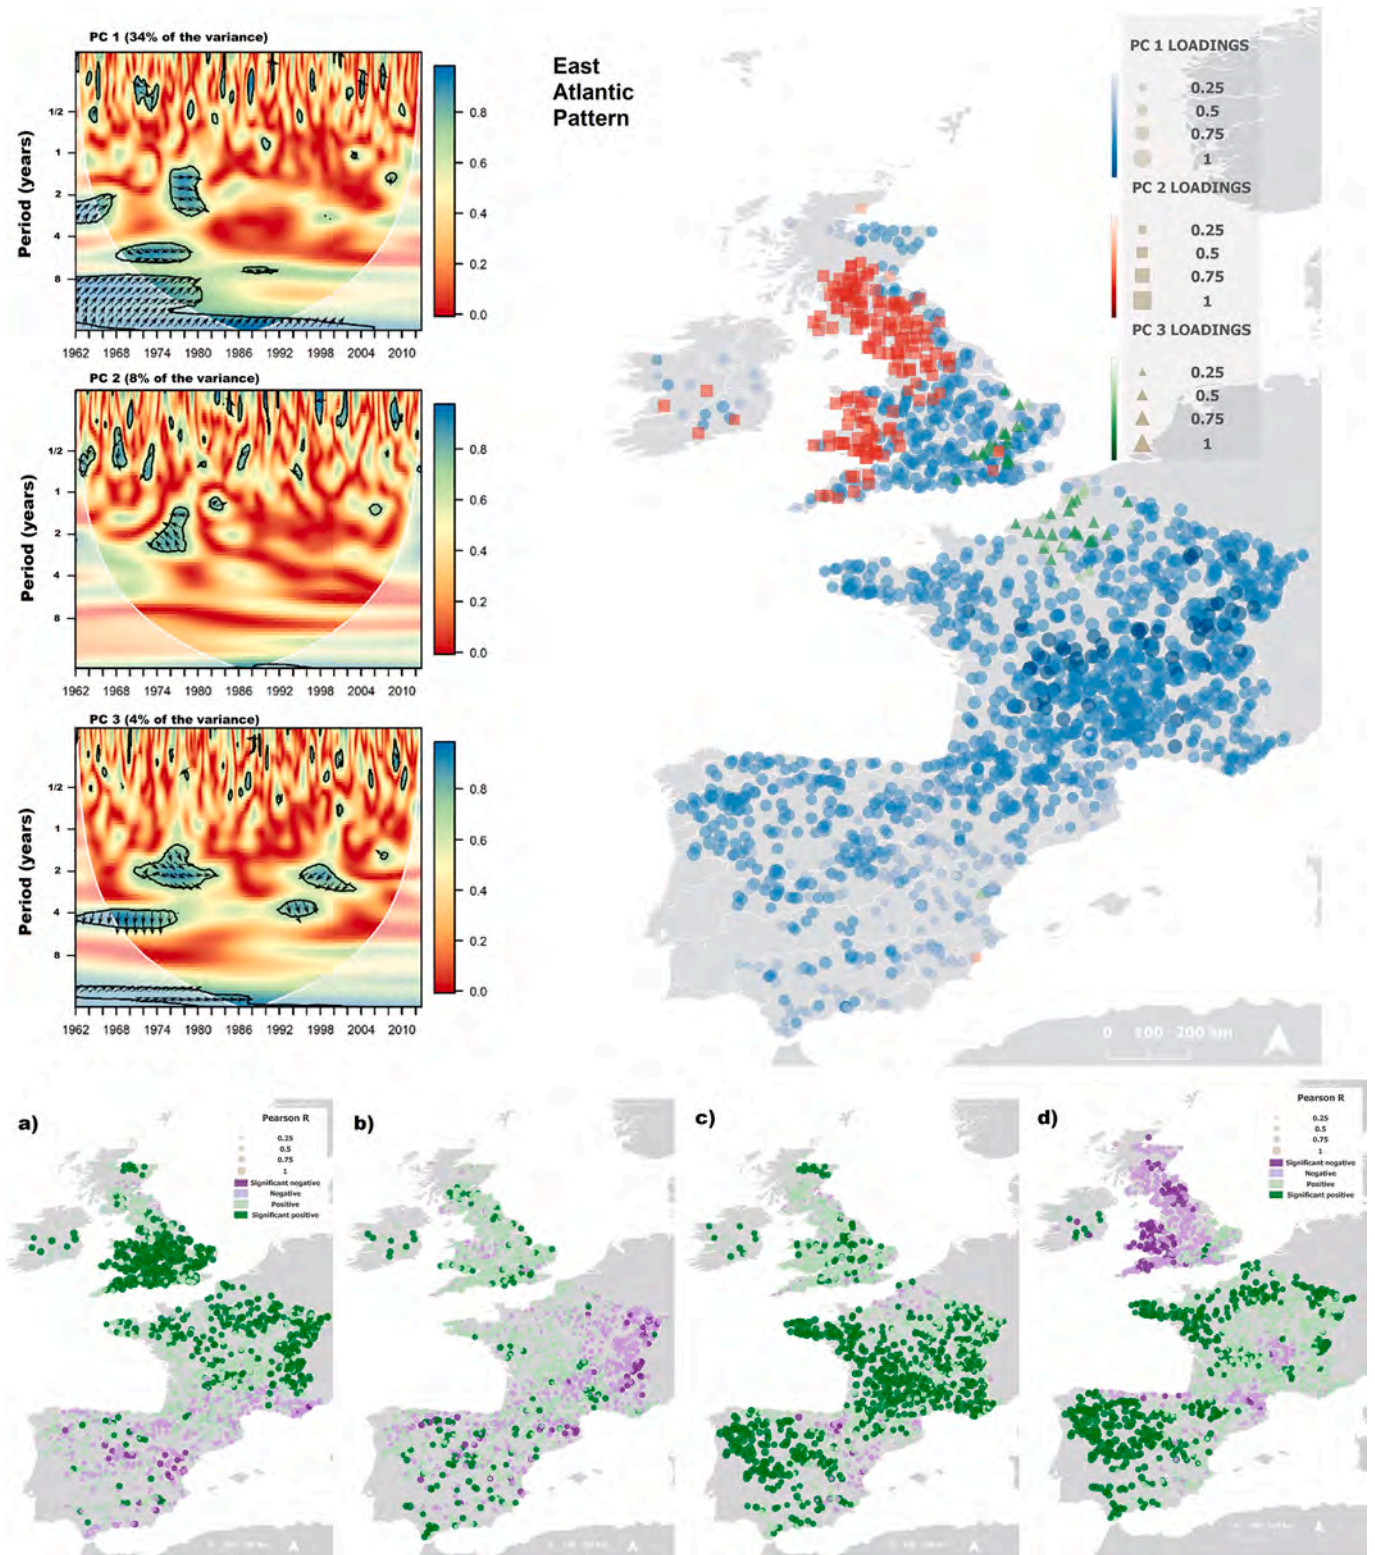 PC 1 (34% of the variance)
Period (years)
1/2
1
2
4
8
1962 1968 1974 1980 1986 1992 1998 2004 2010
0.8
0.6
0.4
0.2
0.0
PC 2 (8% of the variance)
Period (years)
1/2
1
2
4
8
1962 1968 1974 1980 1986 1992 1998 2004 2010
0.8
0.6
0.4
0.2
0.0
PC 3 (4% of the variance)
Period (years)
1/2
1
2
4
8
1962 1968 1974 1980 1986 1992 1998 2004 2010
0.8
0.6
0.4
0.2
0.0
East
Atlantic
Pattern
PC 1 LOADINGS
0.25
0.5
0.75
1
PC 2 LOADINGS
0.25
0.5
0.75
1
PC 3 LOADINGS
0.25
0.5
0.75
1
0 100 200 km
a)
Pearson R
0.25
0.5
0.75
1
Significant negative
Negative
Positive
Significant positive
b)
c)
d)
Pearson R
0.25
0.5
0.75
1
Significant negative
Negative
Positive
Significant positive